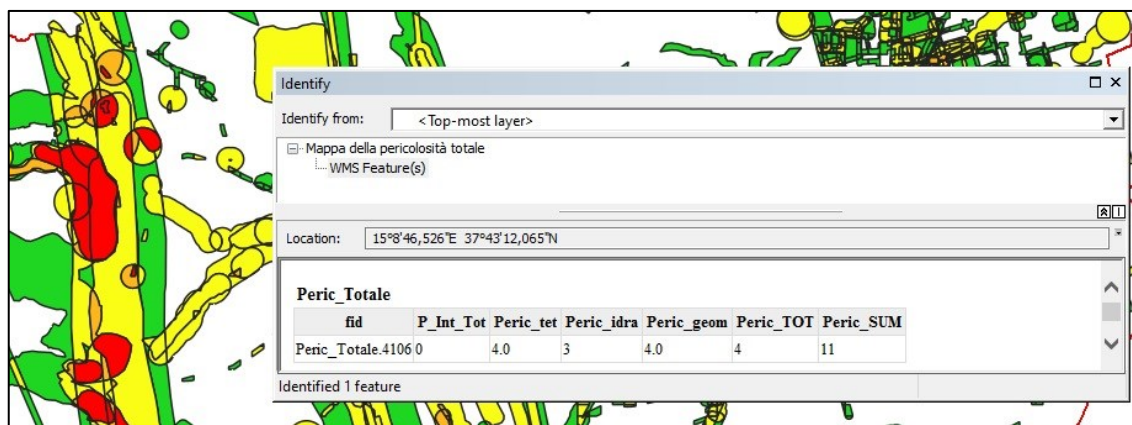 Identify
Identify from: <Top-most layer>
Mappa della pericolosità totale
WMS Feature(s)
Location: 15°8'46,526"E 37°43'12,065"N
Peric_Totale
fid P_Int_Tot Peric_tet Peric_idra Peric_geom Peric_TOT Peric_SUM
Peric_Totale.4106 0 4.0 3 4.0 4 11
Identified 1 feature